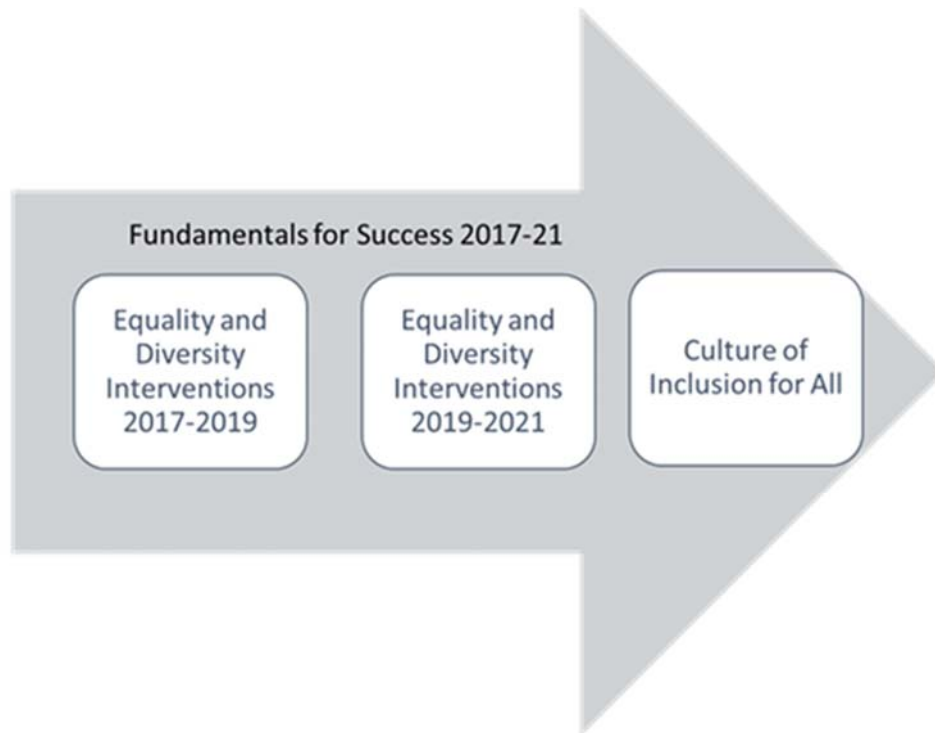 Fundamentals for Success 2017-21
Equality and
Diversity
Interventions
2017-2019
Equality and
Diversity
Interventions
2019-2021
Culture of
Inclusion for All